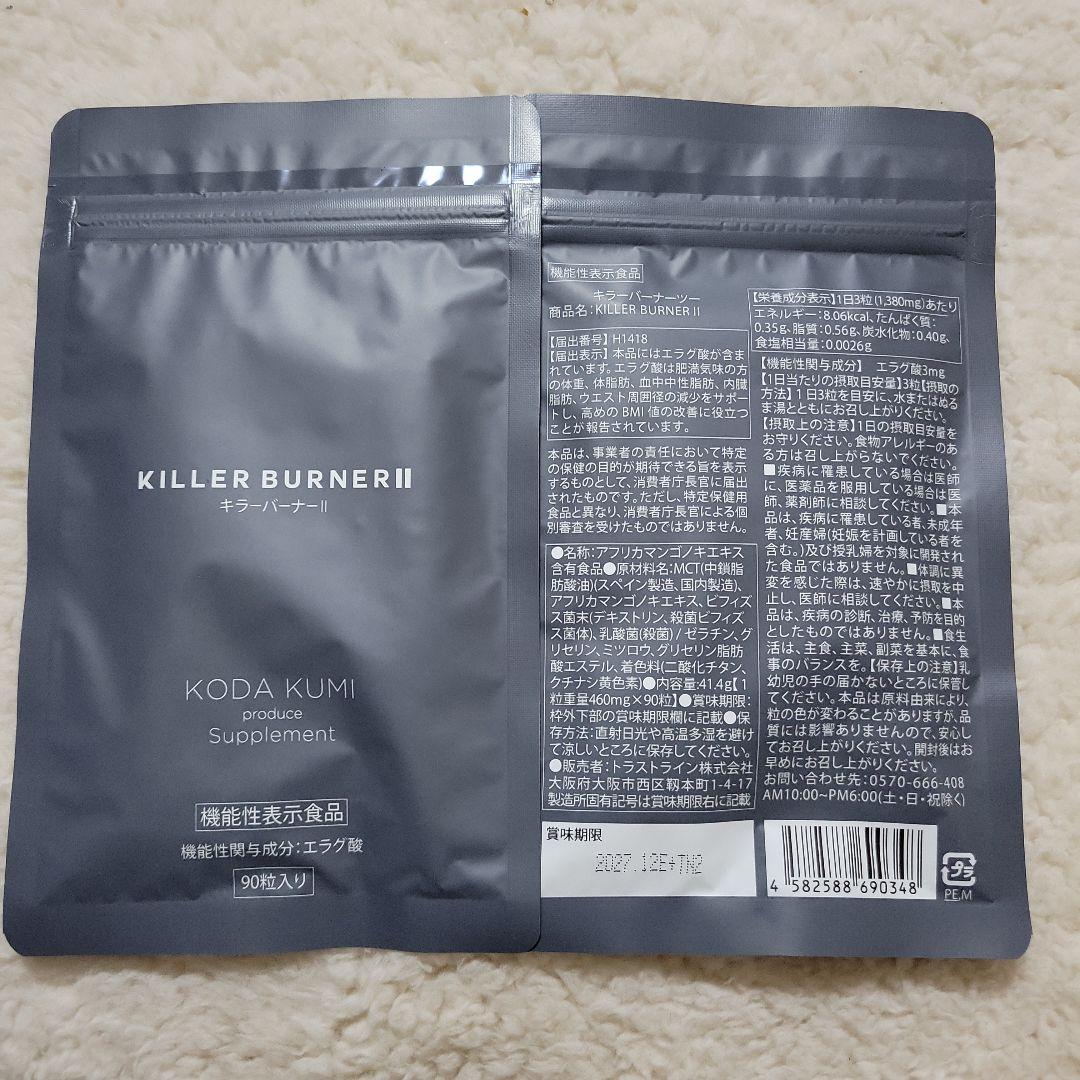 KILLER BURNERⅡ
キラーバーナーⅡ
KODA KUMI
produce
Supplement
機能性表示食品
機能性関与成分:エラグ酸
90粒入り
機能性表示食品
キラーバーナーツー
商品名:KILLER BURNER Ⅱ
【届出番号】H1418
【届出表示】本品にはエラグ酸が含ま
れています。エラグ酸は肥満気味の方
の体重、体脂肪、血中中性脂肪、内臓
脂肪、ウエスト周囲径の減少をサポー
トし、高めのBMI値の改善に役立つ
ことが報告されています。
本品は、事業者の責任において特定
の保健の目的が期待できる旨を表示
するものとして、消費者庁長官に届出
されたものです。ただし、特定保健用
食品と異なり、消費者庁長官による個
別審査を受けたものではありません。
●名称:アフリカマンゴノキエキス
含有食品●原材料名:MCT(中鎖脂
肪酸油)(スペイン製造、国内製造)、
アフリカマンゴノキエキス、ビフィズ
ス菌末(デキストリン、殺菌ビフィズ
ス菌体)、乳酸菌(殺菌)/ゼラチン、グ
リセリン、ミツロウ、グリセリン脂肪
酸エステル、着色料(二酸化チタン、
クチナシ黄色素)●内容量:41.4g【1
粒重量460mg×90粒】●賞味期限:
枠外下部の賞味期限欄に記載●保
存方法:直射日光や高温多湿を避け
て涼しいところに保存してください。
●販売者:トラストライン株式会社
大阪府大阪市西区靱本町1-4-17
製造所固有記号は賞味期限右に記載
賞味期限
2027.12E+TN2
【栄養成分表示】1日3粒(1,380mg)あたり
エネルギー:8.06kcal、たんぱく質:
0.35g、脂質:0.56g、炭水化物:0.40g、
食塩相当量:0.0026g
【機能性関与成分】 エラグ酸3mg
【1日当たりの摂取目安量】3粒【摂取の
方法】1日3粒を目安に、水またはぬる
ま湯とともにお召し上がりください。
【摂取上の注意】1日の摂取目安量を
お守りください。食物アレルギーのあ
る方は召し上がらないでください。
■疾病に罹患している場合は医師
に、医薬品を服用している場合は医
師、薬剤師に相談してください。■本
品は、疾病に罹患している者、未成年
者、妊産婦(妊娠を計画している者を
含む。)及び授乳婦を対象に開発され
た食品ではありません。■体調に異
変を感じた際は、速やかに摂取を中
止し、医師に相談してください。■本
品は、疾病の診断、治療、予防を目的
としたものではありません。■食生
活は、主食、主菜、副菜を基本に、食
事のバランスを。【保存上の注意】乳
幼児の手の届かないところに保管し
てください。本品は原料由来により、
粒の色が変わることがありますが、品
質には影響ありませんので、安心し
てお召し上がりください。開封後はお
早めにお召し上がりください。
お問い合わせ先:0570-666-408
AM10:00~PM6:00(土・日・祝除く)
4 582588 690348
プラ
PE,M